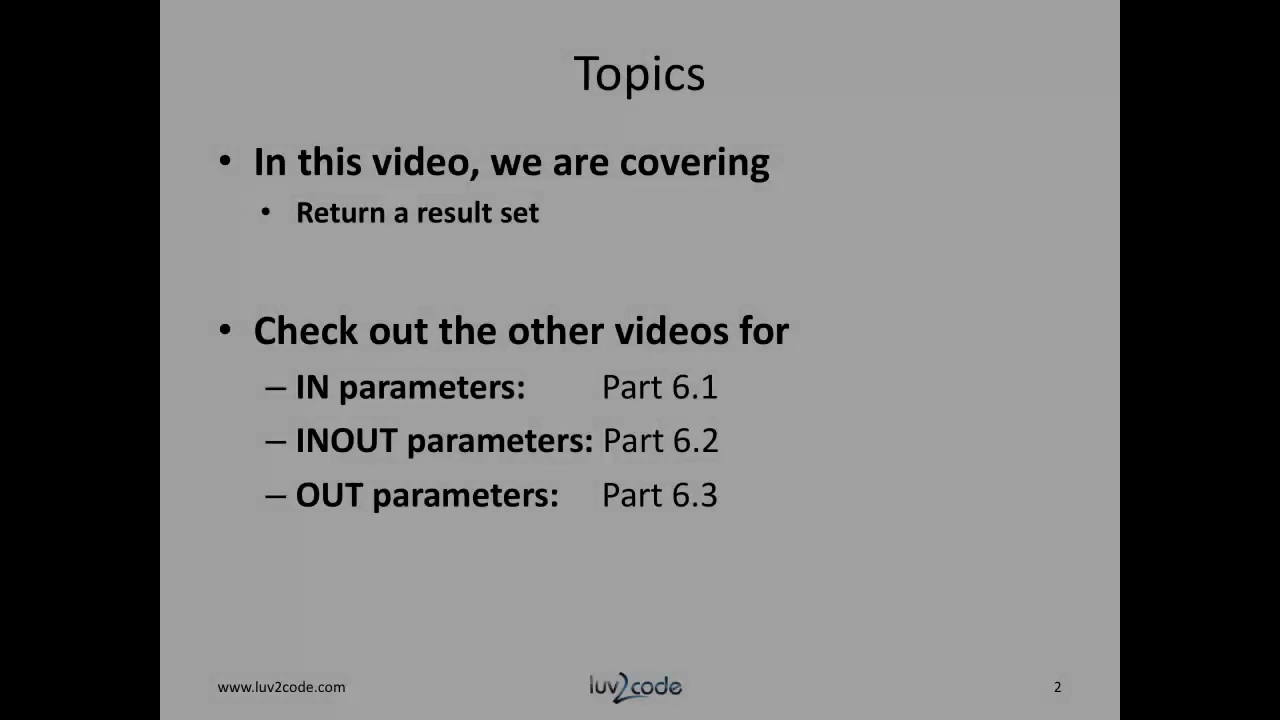 Topics
• In this video, we are covering
• Return a result set
• Check out the other videos for
– IN parameters: Part 6.1
– INOUT parameters: Part 6.2
– OUT parameters: Part 6.3
www.luv2code.com luv2code 2